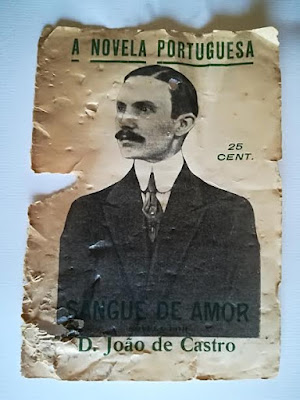 A NOVELA PORTUGUESA
25
CENT.
SANGUE DE AMOR
D. João de Castro